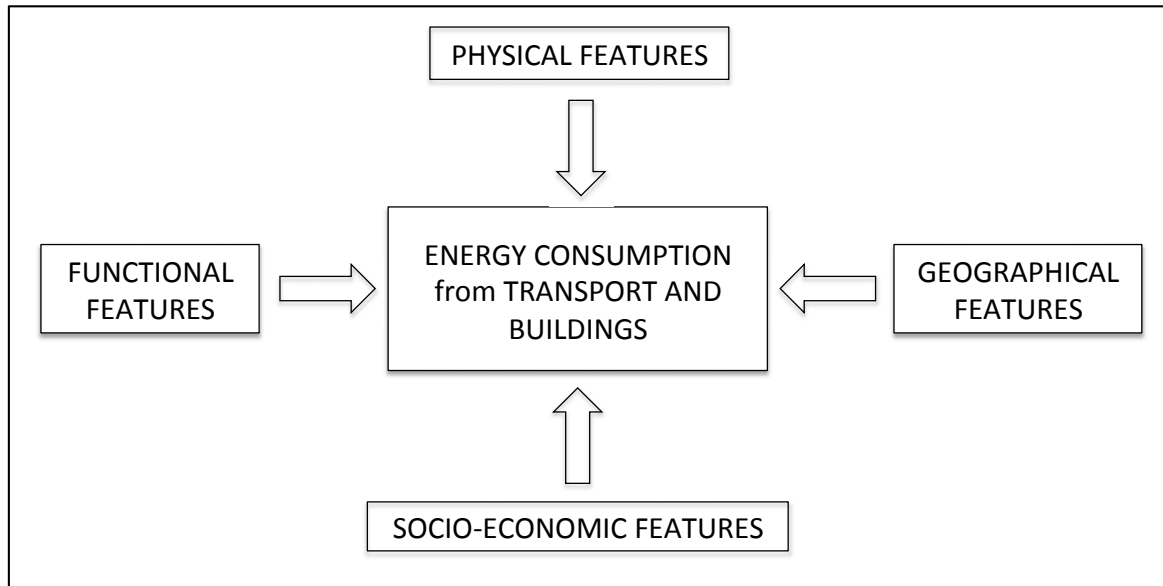 PHYSICAL FEATURES
FUNCTIONAL
FEATURES
ENERGY CONSUMPTION
from TRANSPORT AND
BUILDINGS
GEOGRAPHICAL
FEATURES
SOCIO-ECONOMIC FEATURES